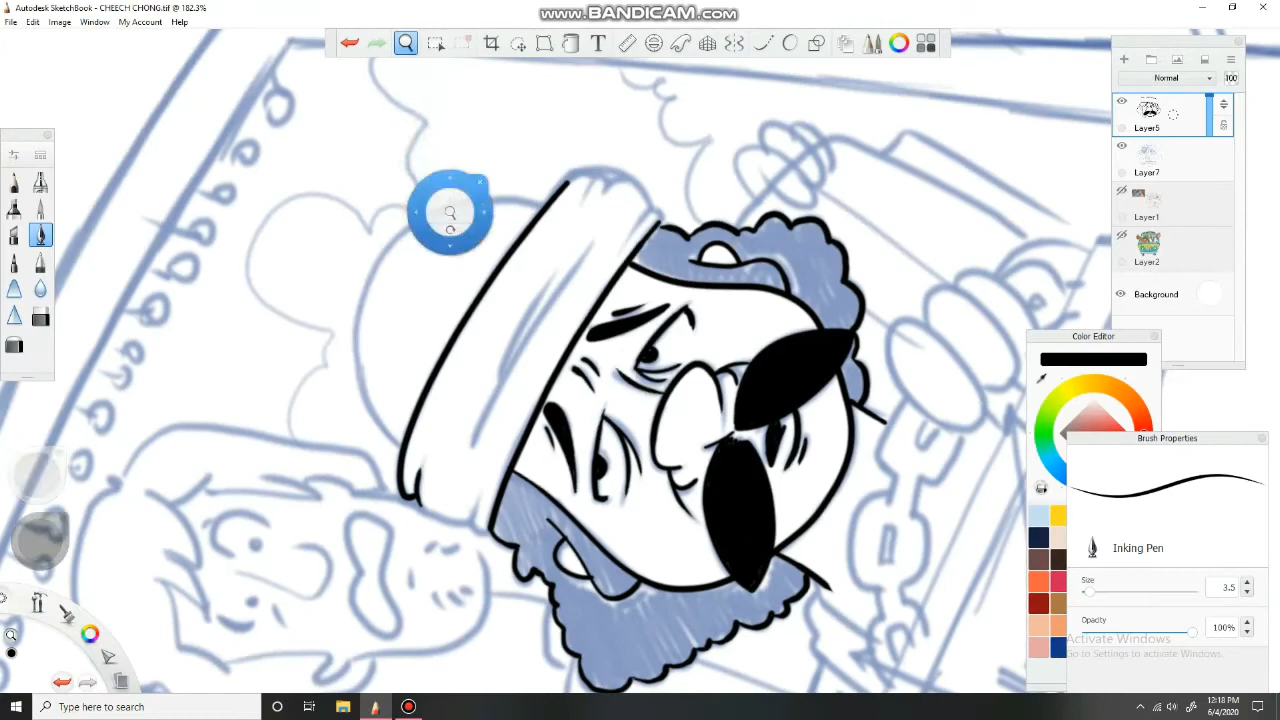 Autodesk SketchBook - CHEECH CHONG.tif @ 182.3%
www.BANDICAM.com
File Edit Image Window My Account Help
Normal
100
Layer5
Layer7
Layer1
Layer2
Background
Color Editor
Brush Properties
Inking Pen
Size
3.5
Opacity
100%
Activate Windows
Go to Settings to activate Windows.
Type here to search
12:18 PM
6/4/2020